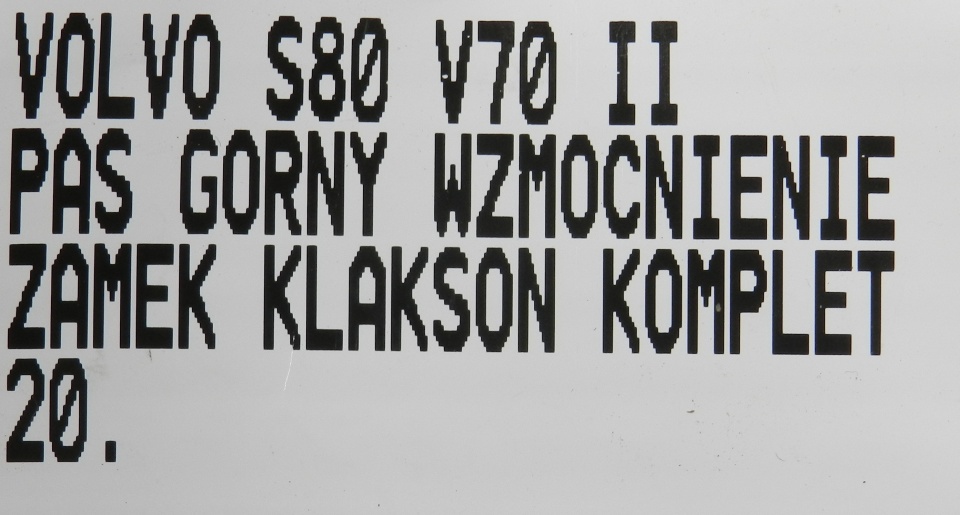 VOLVO S80 V70 II
PAS GORNY WZMOCNIENIE
ZAMEK KLAKSON KOMPLET
20.